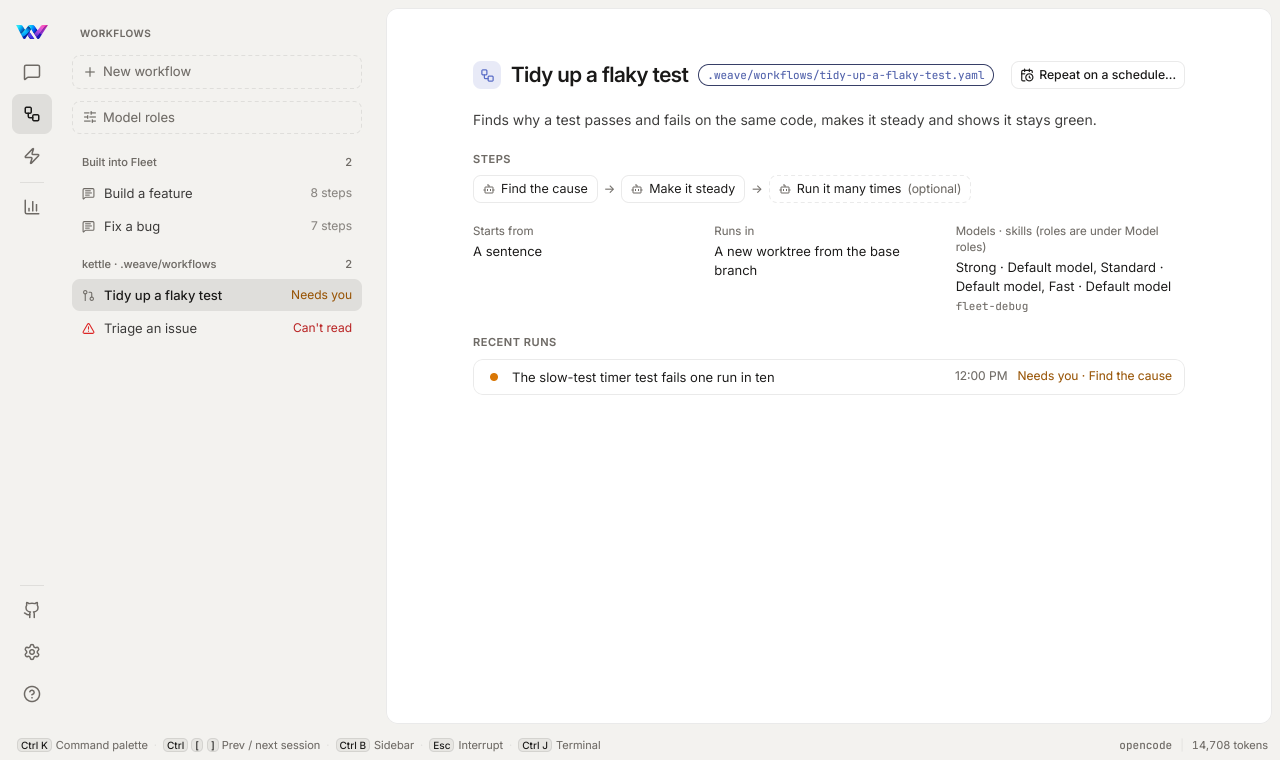 WORKFLOWS
New workflow
Model roles
Built into Fleet 2
Build a feature 8 steps
Fix a bug 7 steps
kettle · .weave/workflows 2
Tidy up a flaky test Needs you
Triage an issue Can't read
Tidy up a flaky test .weave/workflows/tidy-up-a-flaky-test.yaml Repeat on a schedule...
Finds why a test passes and fails on the same code, makes it steady and shows it stays green.
STEPS
Find the cause → Make it steady → Run it many times (optional)
Starts from
A sentence
Runs in
A new worktree from the base
branch
Models · skills (roles are under Model
roles)
Strong · Default model, Standard ·
Default model, Fast · Default model
fleet-debug
RECENT RUNS
The slow-test timer test fails one run in ten 12:00 PM Needs you · Find the cause
Ctrl K Command palette Ctrl [ ] Prev / next session Ctrl B Sidebar Esc Interrupt Ctrl J Terminal opencode 14,708 tokens